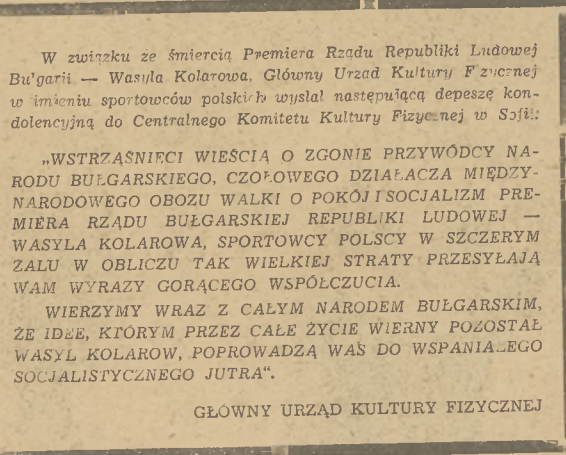 W związku ze śmiercią Premiera Rządu Republiki Ludowej
Bułgarii — Wasyla Kolarowa, Główny Urząd Kultury Fizycznej
w imieniu sportowców polskich wysłał następującą depeszę kon-
dolencyjną do Centralnego Komitetu Kultury Fizycznej w Sofii:
„WSTRZĄŚNIĘCI WIEŚCIĄ O ZGONIE PRZYWÓDCY NA-
RODU BUŁGARSKIEGO, CZOŁOWEGO DZIAŁACZA MIĘDZY-
NARODOWEGO OBOZU WALKI O POKÓJ I SOCJALIZM PRE-
MIERA RZĄDU BUŁGARSKIEJ REPUBLIKI LUDOWEJ —
WASYLA KOLAROWA, SPORTOWCY POLSCY W SZCZERYM
ŻALU W OBLICZU TAK WIELKIEJ STRATY PRZESYŁAJĄ
WAM WYRAZY GORĄCEGO WSPÓŁCZUCIA.
WIERZYMY WRAZ Z CAŁYM NARODEM BUŁGARSKIM,
ŻE IDEE, KTÓRYM PRZEZ CAŁE ŻYCIE WIERNY POZOSTAŁ
WASYL KOLAROW, POPROWADZĄ WAS DO WSPANIAŁEGO
SOCJALISTYCZNEGO JUTRA“.
GŁÓWNY URZĄD KULTURY FIZYCZNEJ